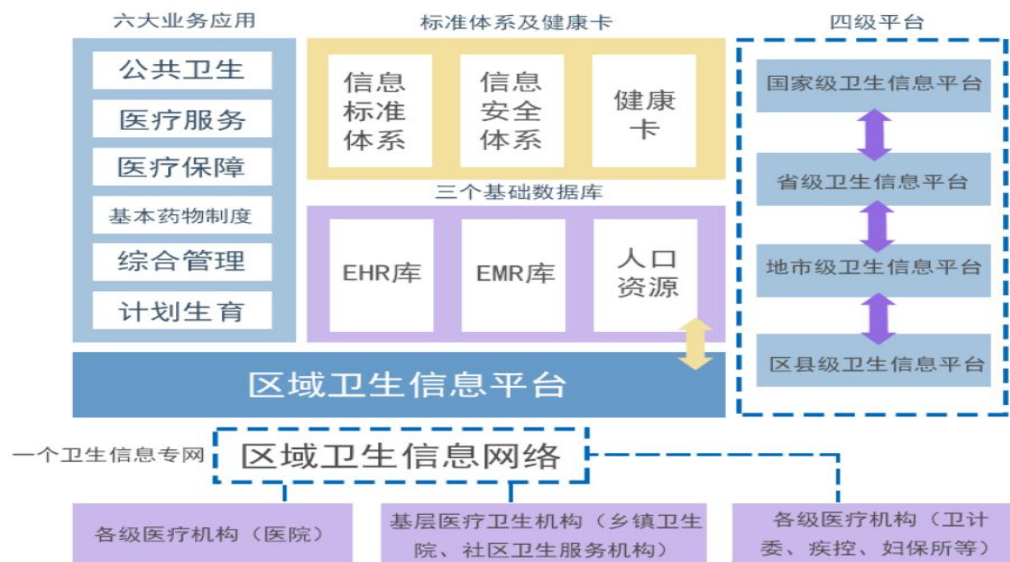 六大业务应用
公共卫生
医疗服务
医疗保障
基本药物制度
综合管理
计划生育
标准体系及健康卡
信息
标准
体系
信息
安全
体系
健康
卡
三个基础数据库
EHR库
EMR库
人口
资源
区域卫生信息平台
四级平台
国家级卫生信息平台
省级卫生信息平台
地市级卫生信息平台
区县级卫生信息平台
一个卫生信息专网
区域卫生信息网络
各级医疗机构（医院）
基层医疗卫生机构（乡镇卫生
院、社区卫生服务机构）
各级医疗机构（卫计
委、疾控、妇保所等）